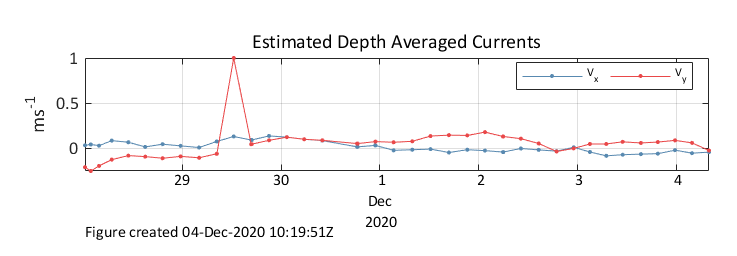 Estimated Depth Averaged Currents
1
0.5
0
ms-1
Vx
Vy
29
30
1
2
3
4
Dec
2020
Figure created 04-Dec-2020 10:19:51Z